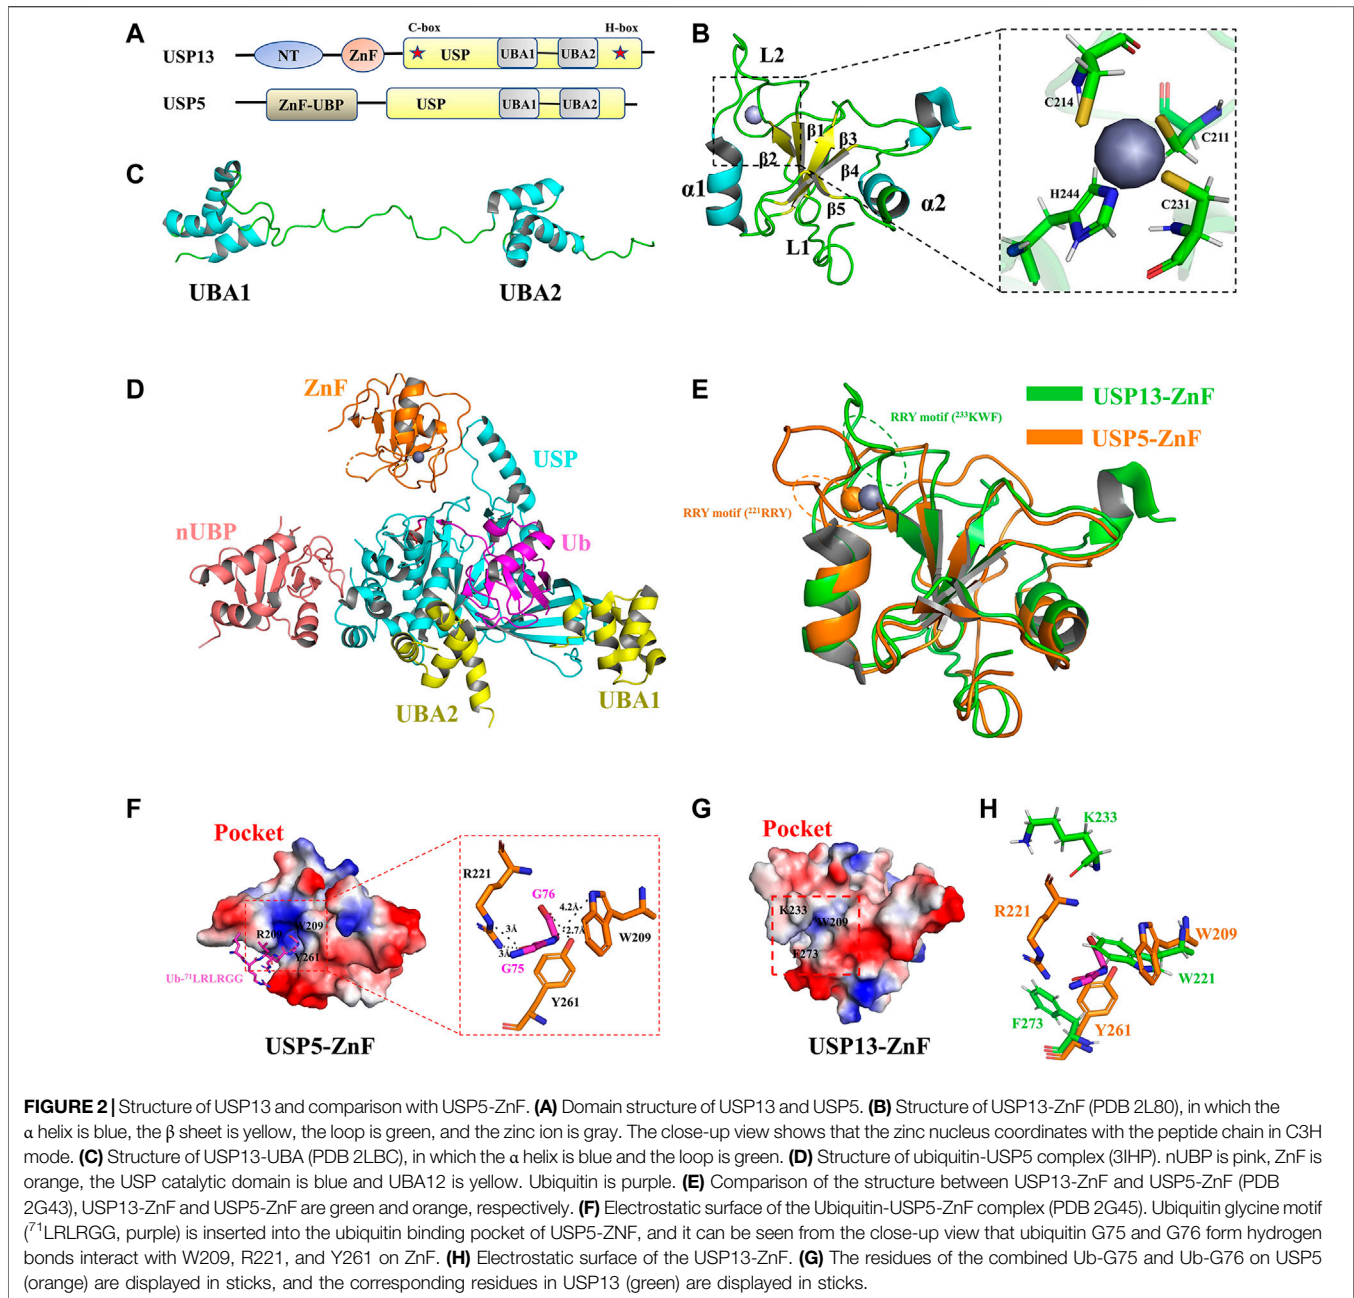 A
C-box
H-box
USP13
NT
ZnF
USP
UBA1
UBA2
USP5
ZnF-UBP
USP
UBA1
UBA2
B
L2
β1
β3
β2
β4
α1
β5
α2
L1
C214
C211
H244
C231
C
UBA1
UBA2
D
ZnF
USP
nUBP
Ub
UBA2
UBA1
E
USP13-ZnF
USP5-ZnF
RRY motif (²³³KWF)
RRY motif (²²¹RRY)
F
Pocket
R209
W209
Y261
Ub-⁷¹LRLRGG
USP5-ZnF
R221
G76
4.2Å
3Å
2.7Å
3Å
W209
G75
Y261
G
Pocket
K233
W209
F273
USP13-ZnF
H
K233
R221
W209
W221
F273
Y261
FIGURE 2 | Structure of USP13 and comparison with USP5-ZnF. (A) Domain structure of USP13 and USP5. (B) Structure of USP13-ZnF (PDB 2L80), in which the
α helix is blue, the β sheet is yellow, the loop is green, and the zinc ion is gray. The close-up view shows that the zinc nucleus coordinates with the peptide chain in C3H
mode. (C) Structure of USP13-UBA (PDB 2LBC), in which the α helix is blue and the loop is green. (D) Structure of ubiquitin-USP5 complex (3IHP). nUBP is pink, ZnF is
orange, the USP catalytic domain is blue and UBA12 is yellow. Ubiquitin is purple. (E) Comparison of the structure between USP13-ZnF and USP5-ZnF (PDB
2G43), USP13-ZnF and USP5-ZnF are green and orange, respectively. (F) Electrostatic surface of the Ubiquitin-USP5-ZnF complex (PDB 2G45). Ubiquitin glycine motif
(⁷¹LRLRGG, purple) is inserted into the ubiquitin binding pocket of USP5-ZNF, and it can be seen from the close-up view that ubiquitin G75 and G76 form hydrogen
bonds interact with W209, R221, and Y261 on ZnF. (H) Electrostatic surface of the USP13-ZnF. (G) The residues of the combined Ub-G75 and Ub-G76 on USP5
(orange) are displayed in sticks, and the corresponding residues in USP13 (green) are displayed in sticks.